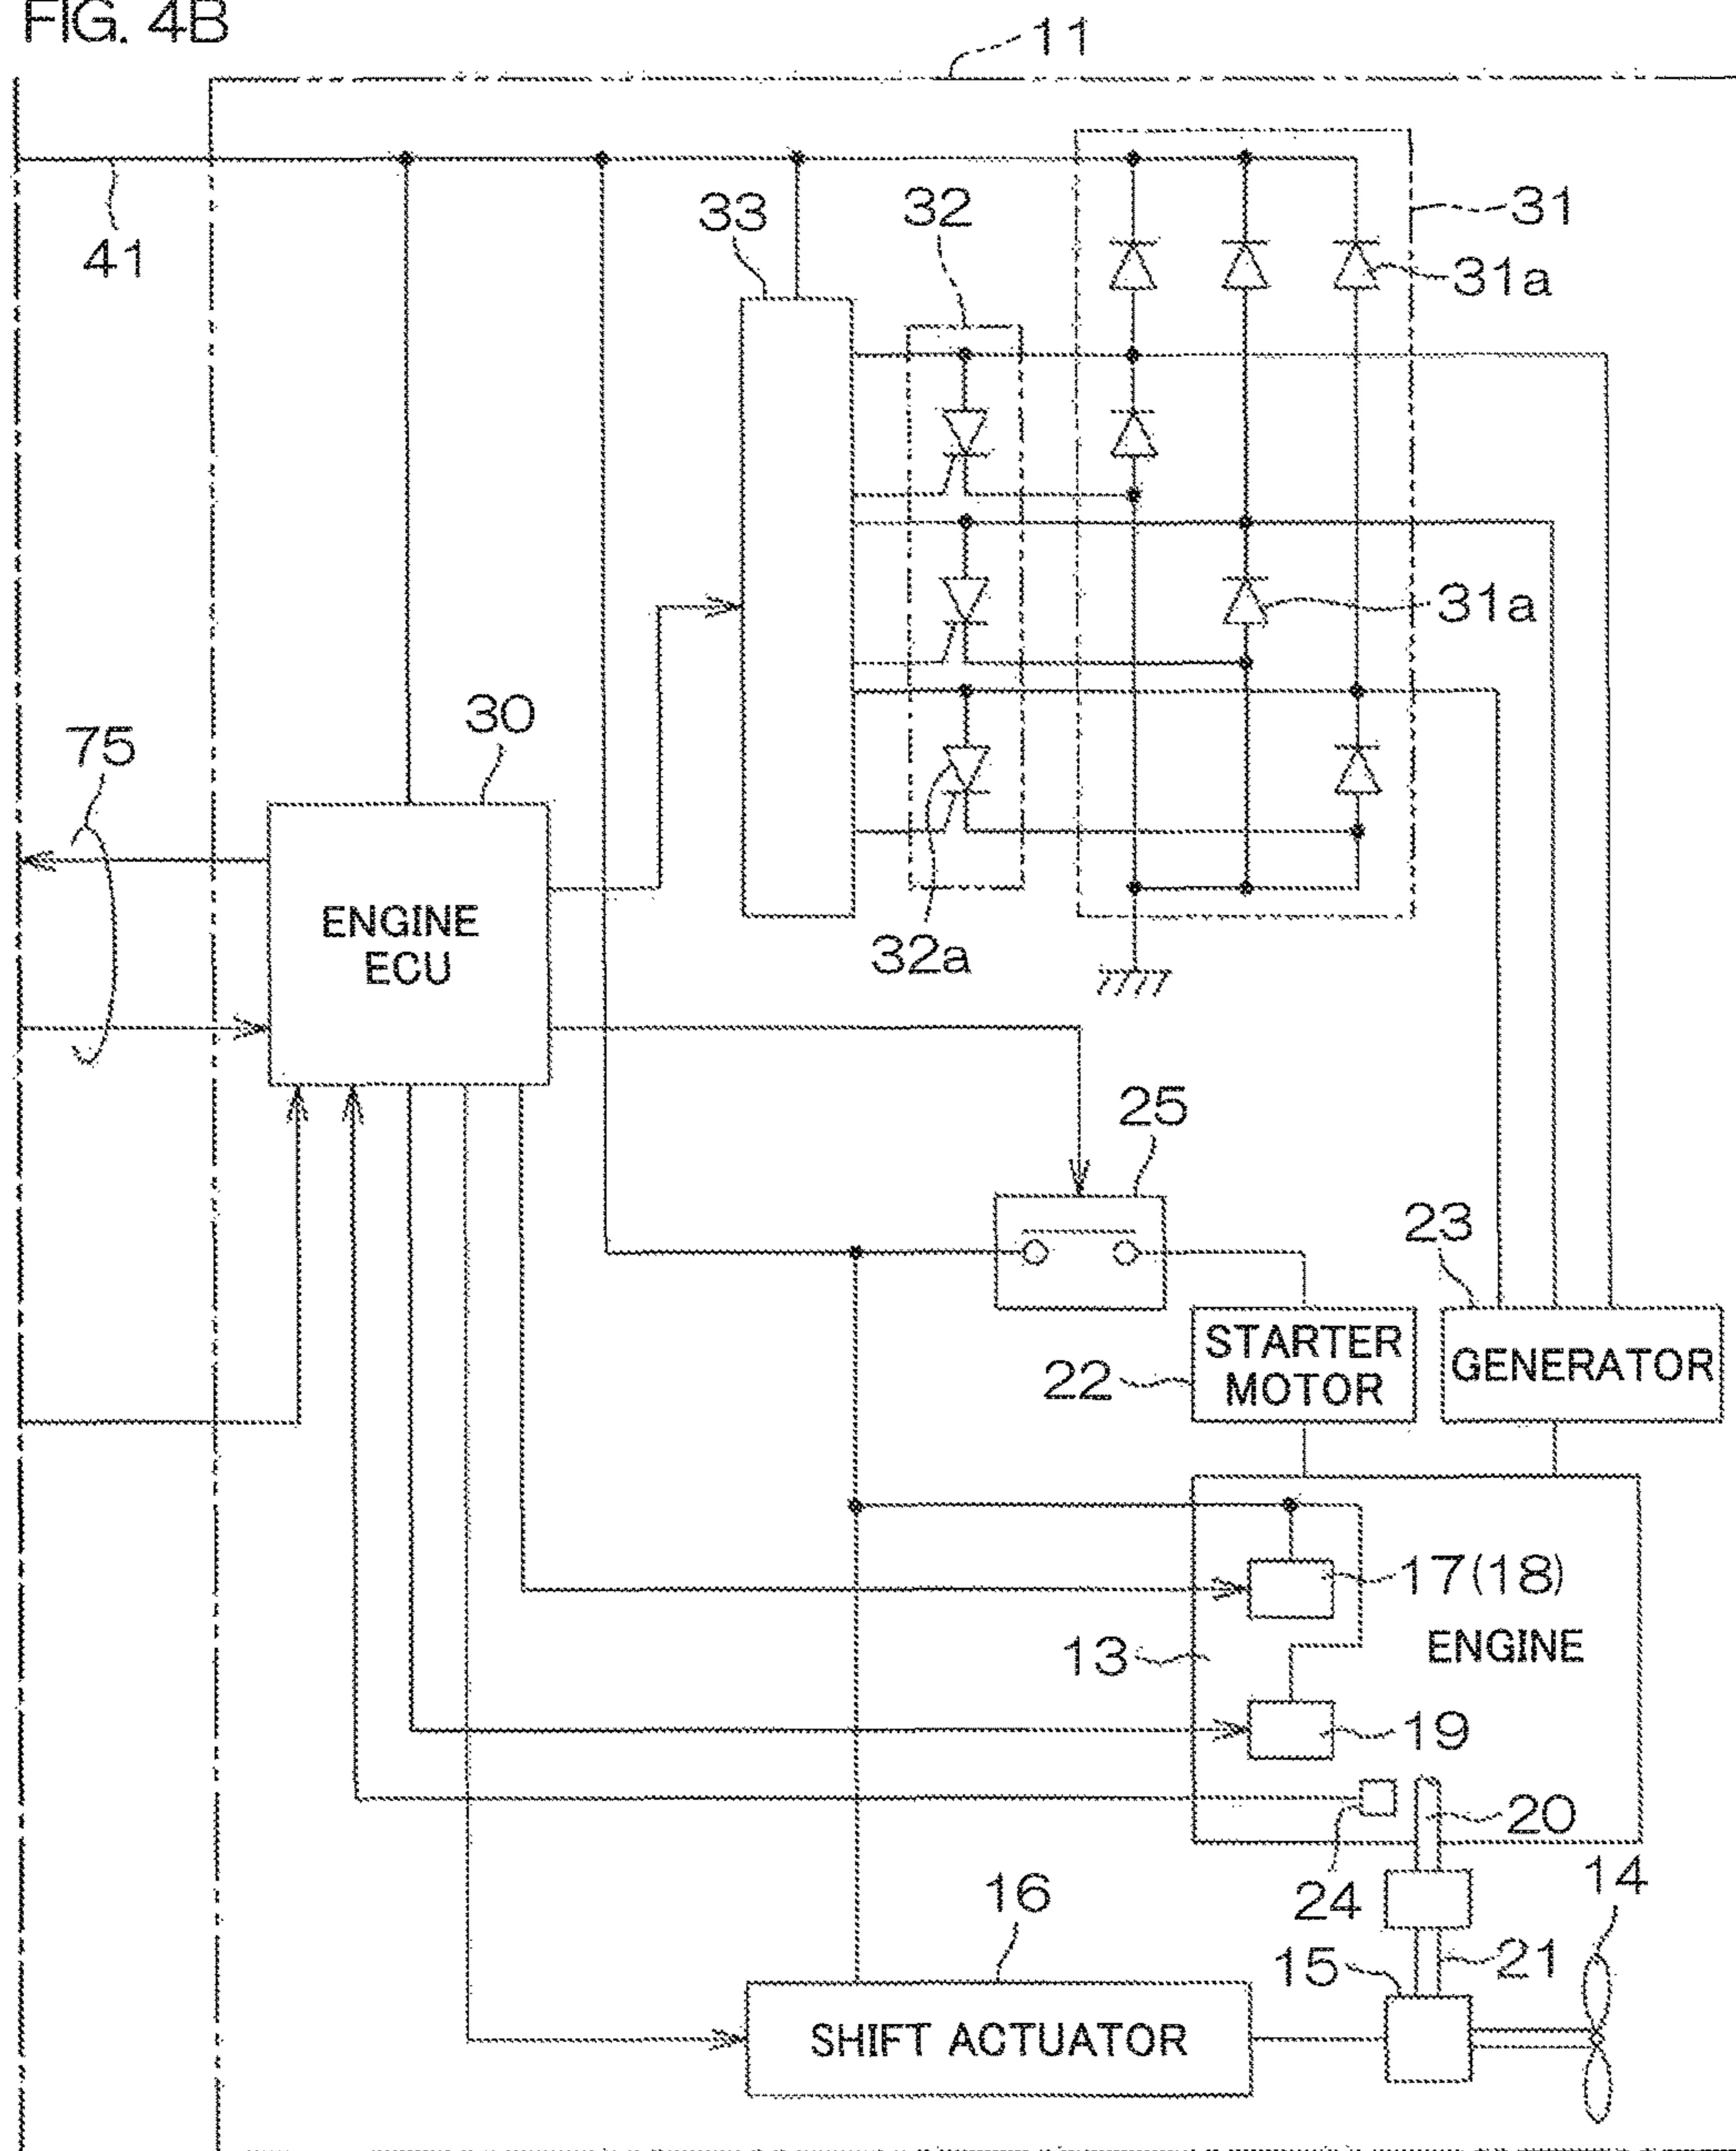 FIG. 4B
11
41
33
32
31
31a
31a
30
75
ENGINE
ECU
32a
25
23
STARTER
MOTOR
22
GENERATOR
17(18)
13
ENGINE
19
20
24
14
16
15
21
SHIFT ACTUATOR